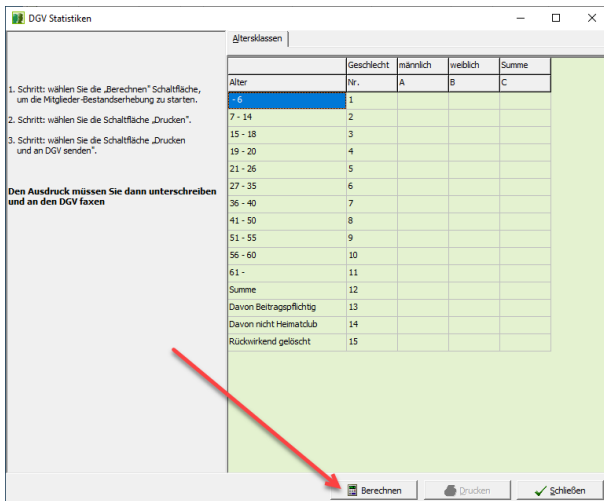 DGV Statistiken
Altersklassen
1. Schritt: wählen Sie die „Berechnen" Schaltfläche,
um die Mitglieder-Bestandserhebung zu starten.
2. Schritt: wählen Sie die Schaltfläche „Drucken".
3. Schritt: wählen Sie die Schaltfläche „Drucken
und an DGV senden".
Den Ausdruck müssen Sie dann unterschreiben
und an den DGV faxen
Geschlecht männlich weiblich Summe
Alter Nr. A B C
- 6 1
7 - 14 2
15 - 18 3
19 - 20 4
21 - 26 5
27 - 35 6
36 - 40 7
41 - 50 8
51 - 55 9
56 - 60 10
61 - 11
Summe 12
Davon Beitragspflichtig 13
Davon nicht Heimatclub 14
Rückwirkend gelöscht 15
Berechnen Drucken Schließen